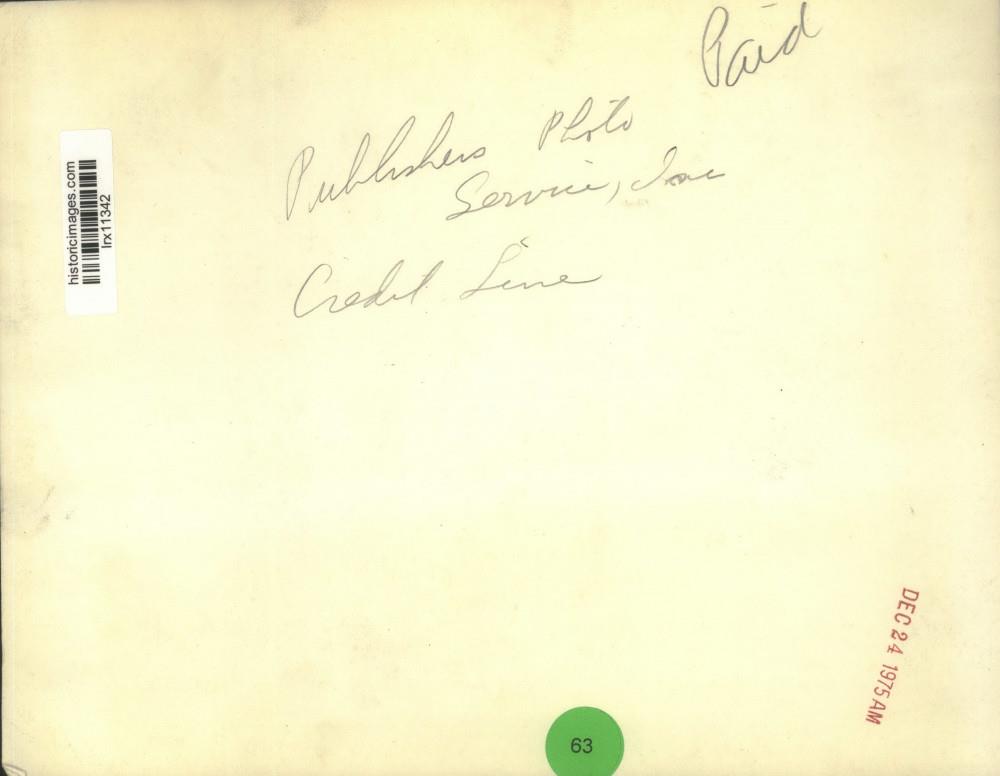 Paid
Publishers Photo
Service, Inc
Credit Line
historicimages.com
lrx11342
DEC 24 1975 AM
63